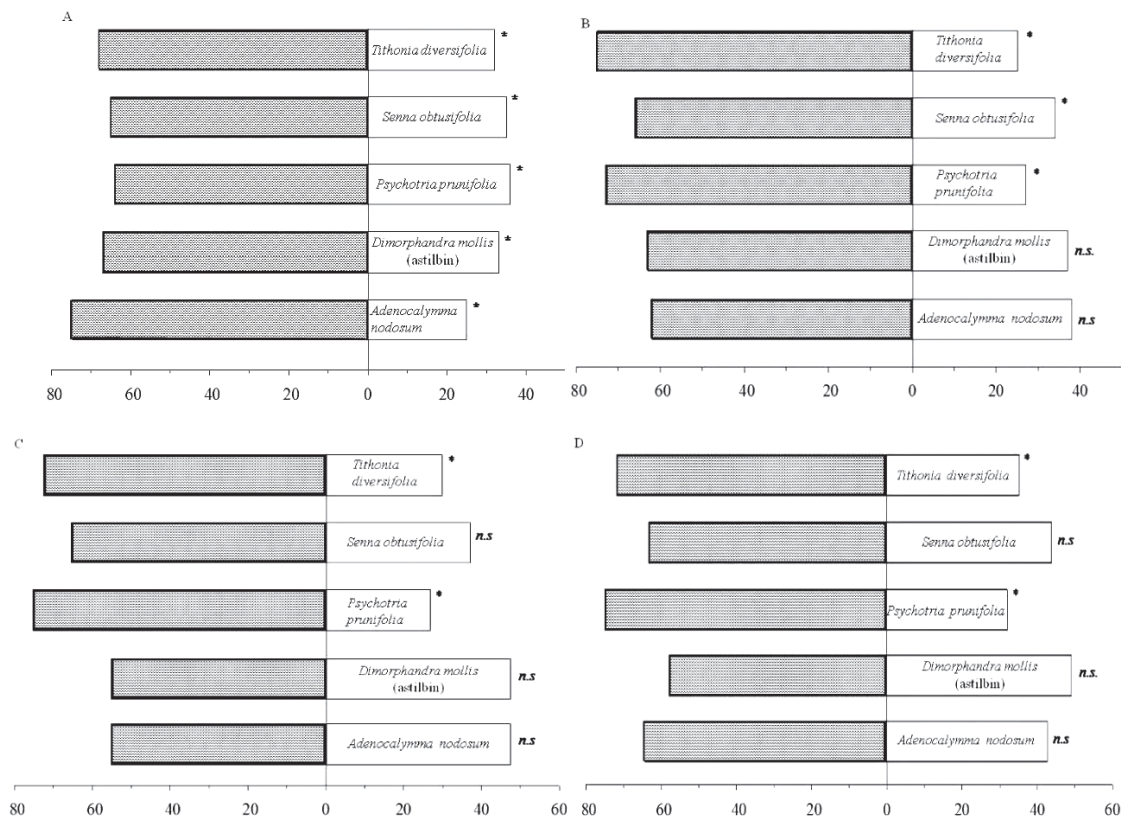 A
Tithonia diversifolia *
Senna obtusifolia *
Psychotria prunifolia *
Dimorphandra mollis *
(astilbin)
Adenocalymma *
nodosum
80 60 40 20 0 20 40
B
Tithonia *
diversifolia
Senna obtusifolia *
Psychotria *
prunifolia
Dimorphandra mollis n.s.
(astilbin)
Adenocalymma nodosum n.s
80 60 40 20 0 20 40
C
Tithonia *
diversifolia
Senna obtusifolia n.s
Psychotria *
prunifolia
Dimorphandra mollis n.s
(astilbin)
Adenocalymma nodosum n.s
80 60 40 20 0 20 40 60
D
Tithonia diversifolia *
Senna obtusifolia n.s
Psychotria prunifolia *
Dimorphandra mollis n.s.
(astilbin)
Adenocalymma nodosum n.s
80 60 40 20 0 20 40 60